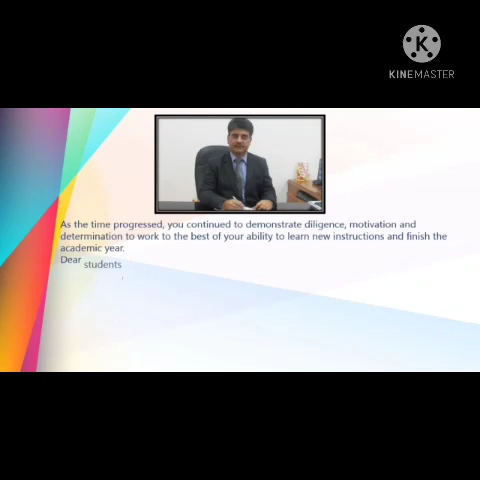 KINEMASTER
As the time progressed, you continued to demonstrate diligence, motivation and
determination to work to the best of your ability to learn new instructions and finish the
academic year.
Dear students